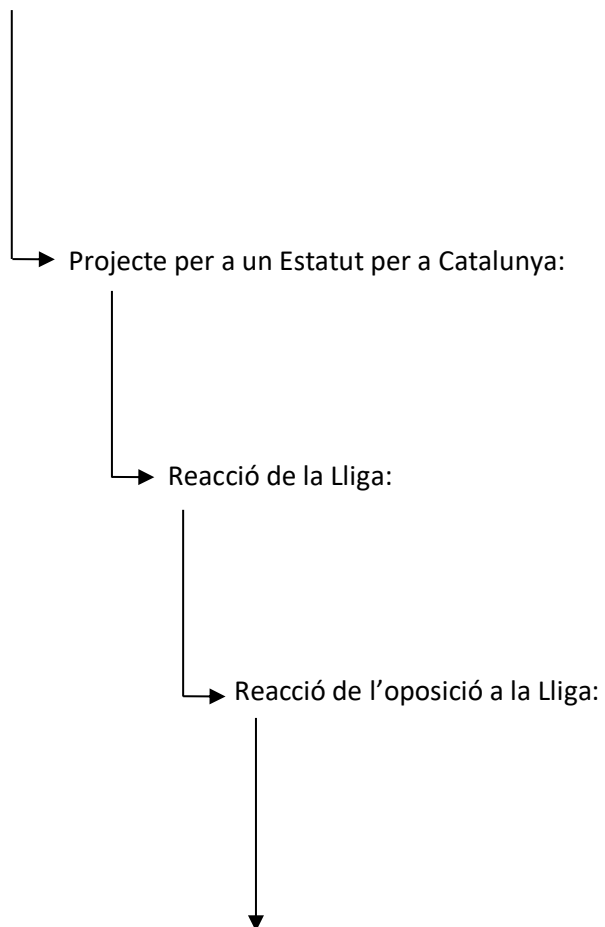 Projecte per a un Estatut per a Catalunya:
Reacció de la Lliga:
Reacció de l’oposició a la Lliga: